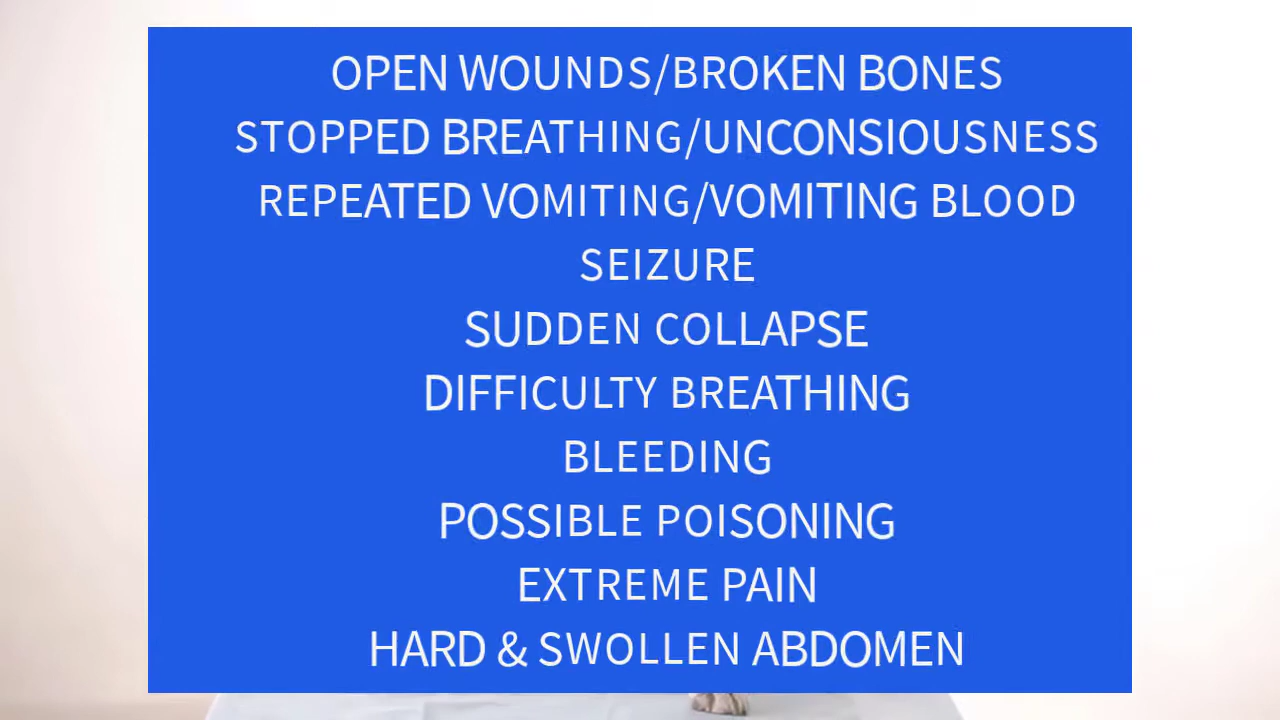 OPEN WOUNDS/BROKEN BONES
STOPPED BREATHING/UNCONSIOUSNESS
REPEATED VOMITING/VOMITING BLOOD
SEIZURE
SUDDEN COLLAPSE
DIFFICULTY BREATHING
BLEEDING
POSSIBLE POISONING
EXTREME PAIN
HARD & SWOLLEN ABDOMEN